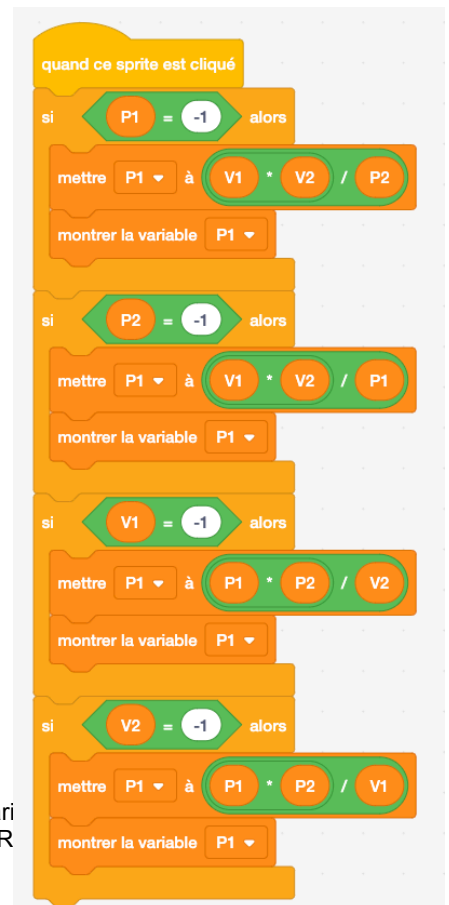 quand ce sprite est cliqué
si P1 = -1 alors
mettre P1 à V1 * V2 / P2
montrer la variable P1
si P2 = -1 alors
mettre P1 à V1 * V2 / P1
montrer la variable P1
si V1 = -1 alors
mettre P1 à P1 * P2 / V2
montrer la variable P1
si V2 = -1 alors
mettre P1 à P1 * P2 / V1
ari
R
montrer la variable P1